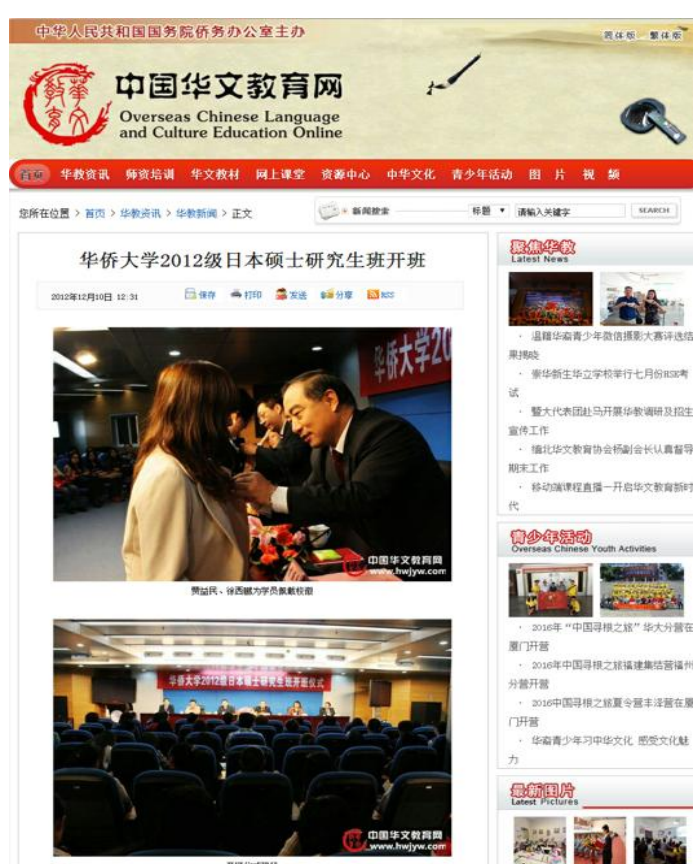 中华人民共和国国务院侨务办公室主办
简体版 繁体版
華文教育
中国华文教育网
Overseas Chinese Language
and Culture Education Online
首页 华教资讯 师资培训 华文教材 网上课堂 资源中心 中华文化 青少年活动 图 片 视 频
您所在位置 > 首页 > 华教资讯 > 华教新闻 > 正文
新闻搜索
标题 ▼
请输入关键字
SEARCH
华侨大学2012级日本硕士研究生班开班
2012年12月10日 12:31
保存 打印 发送 分享 RSS
华侨大学20
中国华文教育网
www.hwjyw.com
贾益民、徐西鹏为学员佩戴校徽
华侨大学2012级日本硕士研究生班开班仪式
中国华文教育网
www.hwjyw.com
聚焦华教
Latest News
· 温籍华裔青少年微信摄影大赛评选结
果揭晓
· 崇华新生华立学校举行七月份HSK考
试
· 暨大代表团赴马开展华教调研及招生
宣传工作
· 缅北华文教育协会杨副会长认真督导
期末工作
· 移动端课程直播—开启华文教育新时
代
青少年活动
Overseas Chinese Youth Activities
· 2016年“中国寻根之旅”华大分营在
厦门开营
· 2016年中国寻根之旅福建集结营福州
分营开营
· 2016中国寻根之旅夏令营丰泽营在厦
门开营
· 华裔青少年习中华文化 感受文化魅
力
最新图片
Latest Pictures